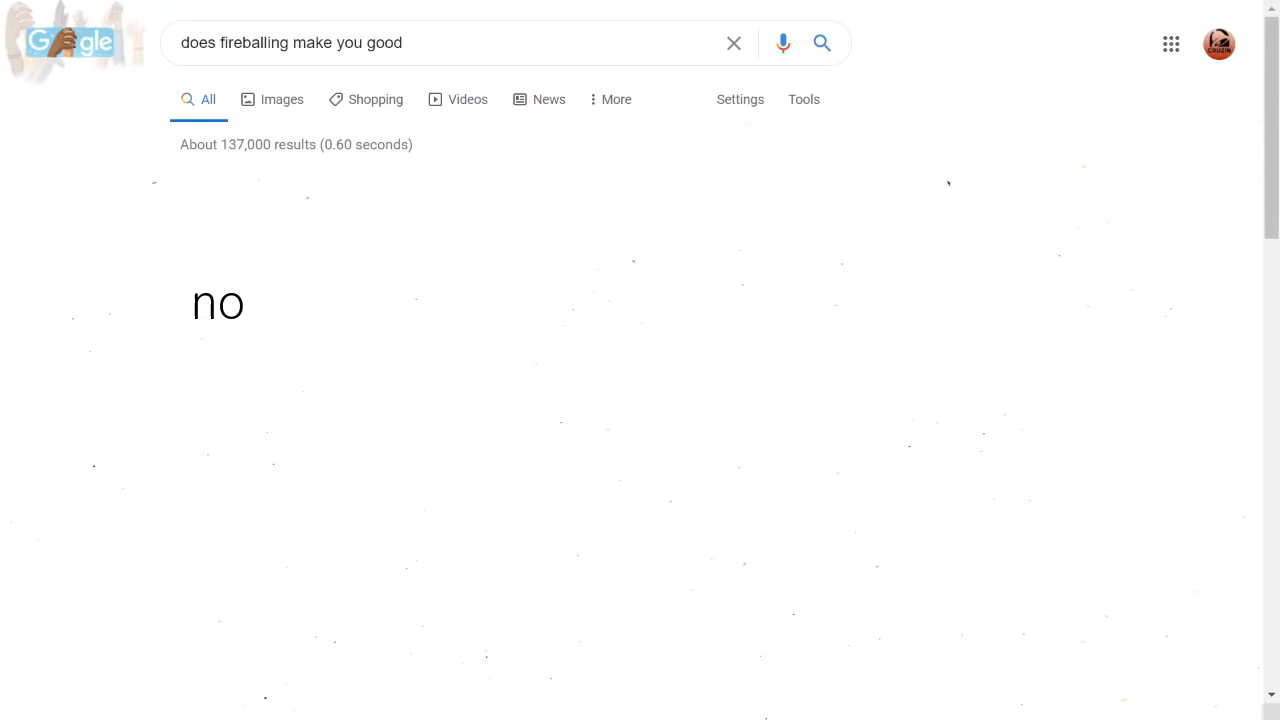 Google
does fireballing make you good
All Images Shopping Videos News More Settings Tools
About 137,000 results (0.60 seconds)
no